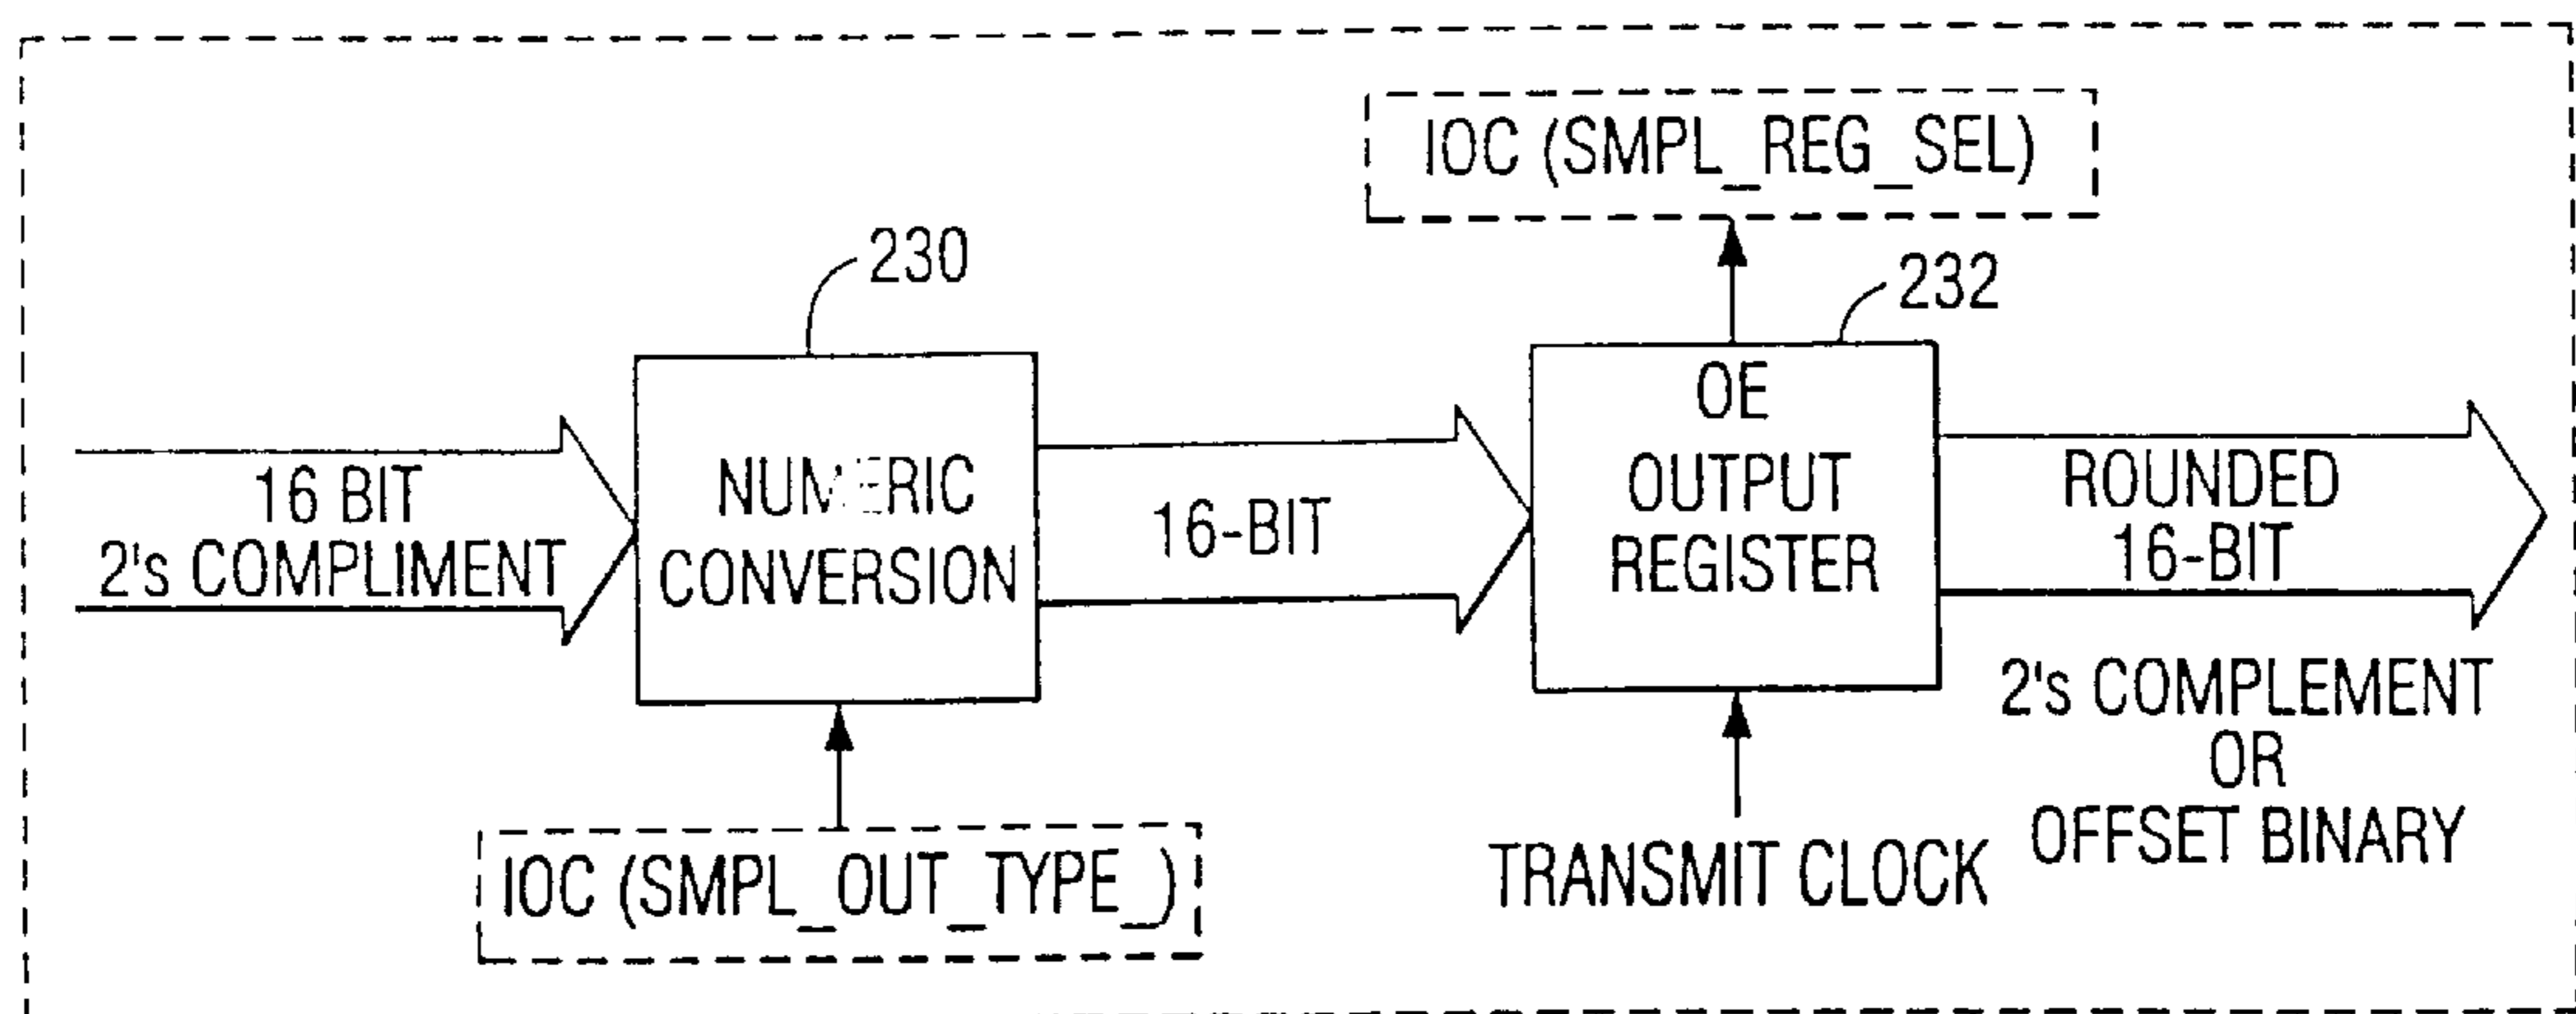 IOC (SMPL_REG_SEL)
230
232
16 BIT
2's COMPLIMENT
NUMERIC
CONVERSION
16-BIT
OE
OUTPUT
REGISTER
ROUNDED
16-BIT
2's COMPLEMENT
OR
OFFSET BINARY
IOC (SMPL_OUT_TYPE_)
TRANSMIT CLOCK